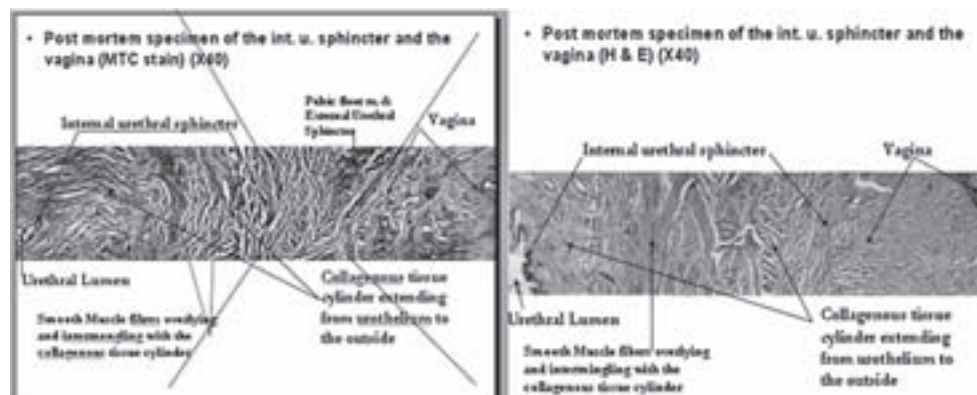 • Post mortem specimen of the int. u. sphincter and the
vagina (MTC stain) (X40)
Internal urethral sphincter
Pelvic floor m. &
External Urethral
Sphincter
Vagina
Urethral Lumen
Smooth Muscle fibers overlying
and intermingling with the
collagenous tissue cylinder
Collagenous tissue
cylinder extending
from urethelium to
the outside
• Post mortem specimen of the int. u. sphincter and the
vagina (H & E) (X40)
Internal urethral sphincter
Vagina
Urethral Lumen
Smooth Muscle fibers overlying
and intermingling with the
collagenous tissue cylinder
Collagenous tissue
cylinder extending
from urethelium to
the outside